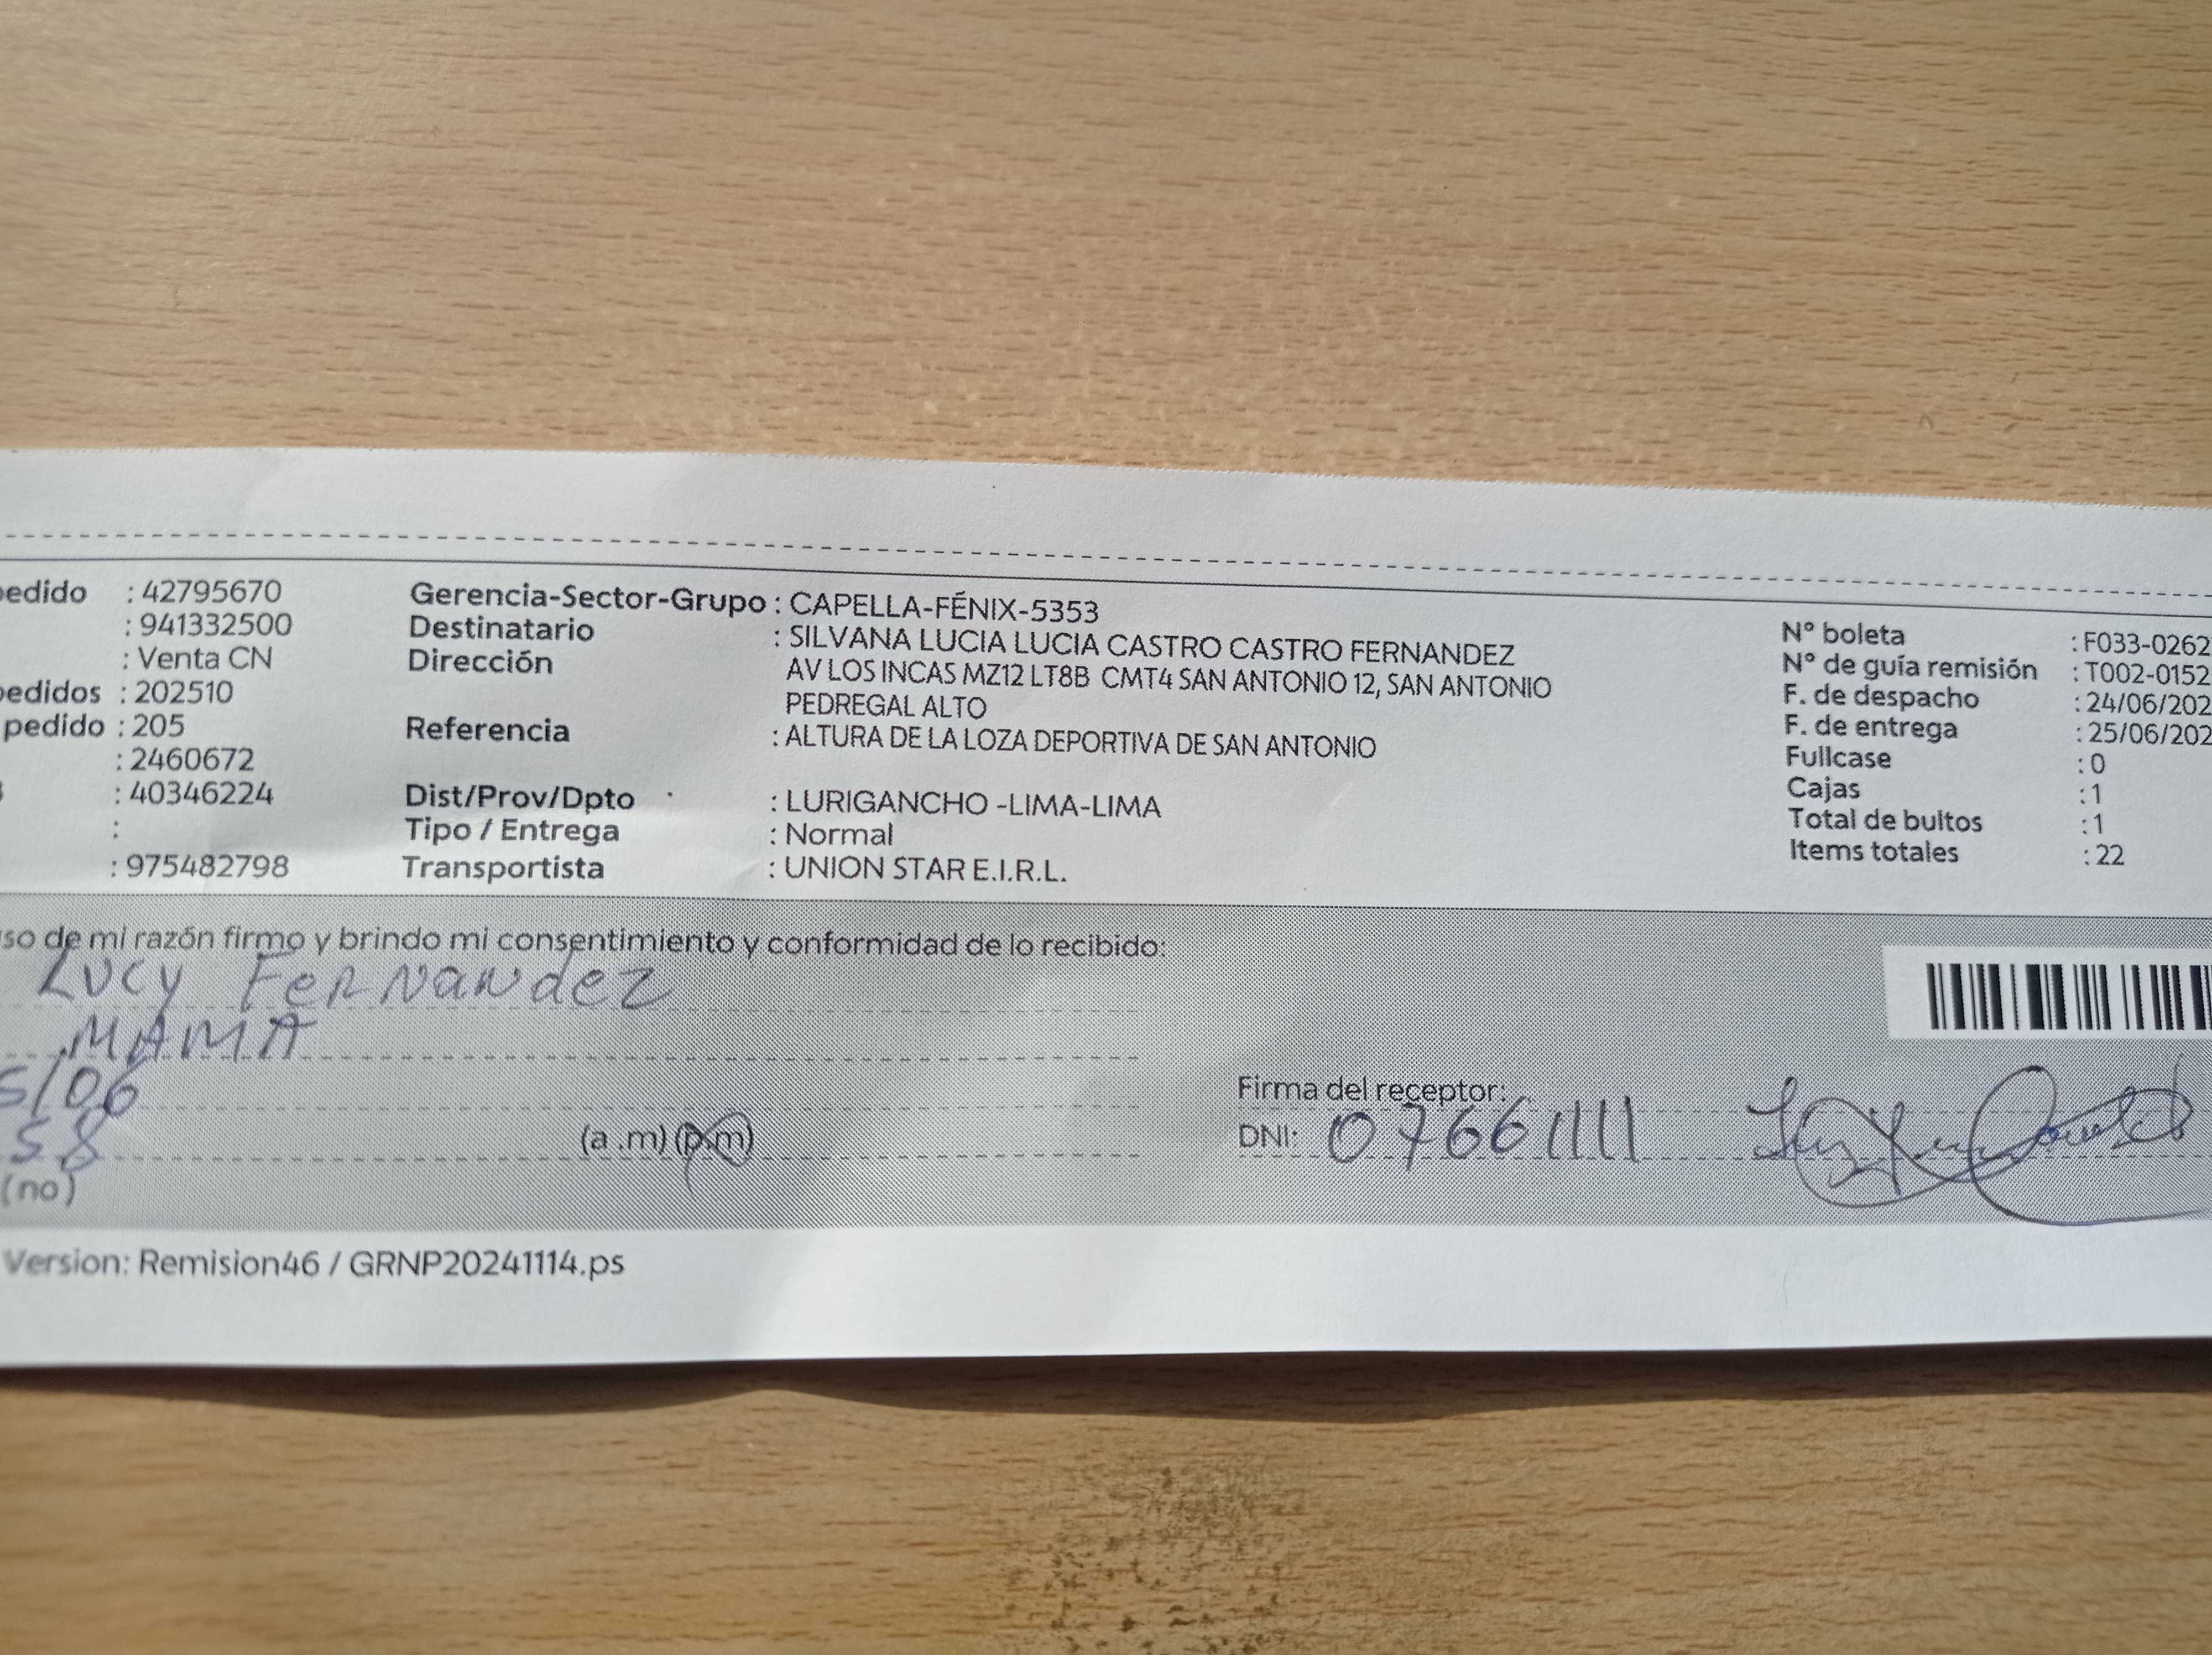 pedido : 42795670
: 941332500
: Venta CN
pedidos : 202510
pedido : 205
: 2460672
: 40346224
:
: 975482798
Gerencia-Sector-Grupo : CAPELLA-FÉNIX-5353
Destinatario : SILVANA LUCIA LUCIA CASTRO CASTRO FERNANDEZ
Dirección AV LOS INCAS MZ12 LT8B CMT4 SAN ANTONIO 12, SAN ANTONIO
PEDREGAL ALTO
Referencia : ALTURA DE LA LOZA DEPORTIVA DE SAN ANTONIO
Dist/Prov/Dpto : LURIGANCHO -LIMA-LIMA
Tipo / Entrega : Normal
Transportista : UNION STAR E.I.R.L.
N° boleta : F033-0262
N° de guía remisión : T002-0152
F. de despacho : 24/06/202
F. de entrega : 25/06/202
Fullcase : 0
Cajas : 1
Total de bultos : 1
Items totales : 22
uso de mi razón firmo y brindo mi consentimiento y conformidad de lo recibido:
Lucy Fernandez
MAMA
5/06
58 (a .m) (p.m)
(no)
Firma del receptor:
DNI: 07661111
Version: Remision46 / GRNP20241114.ps